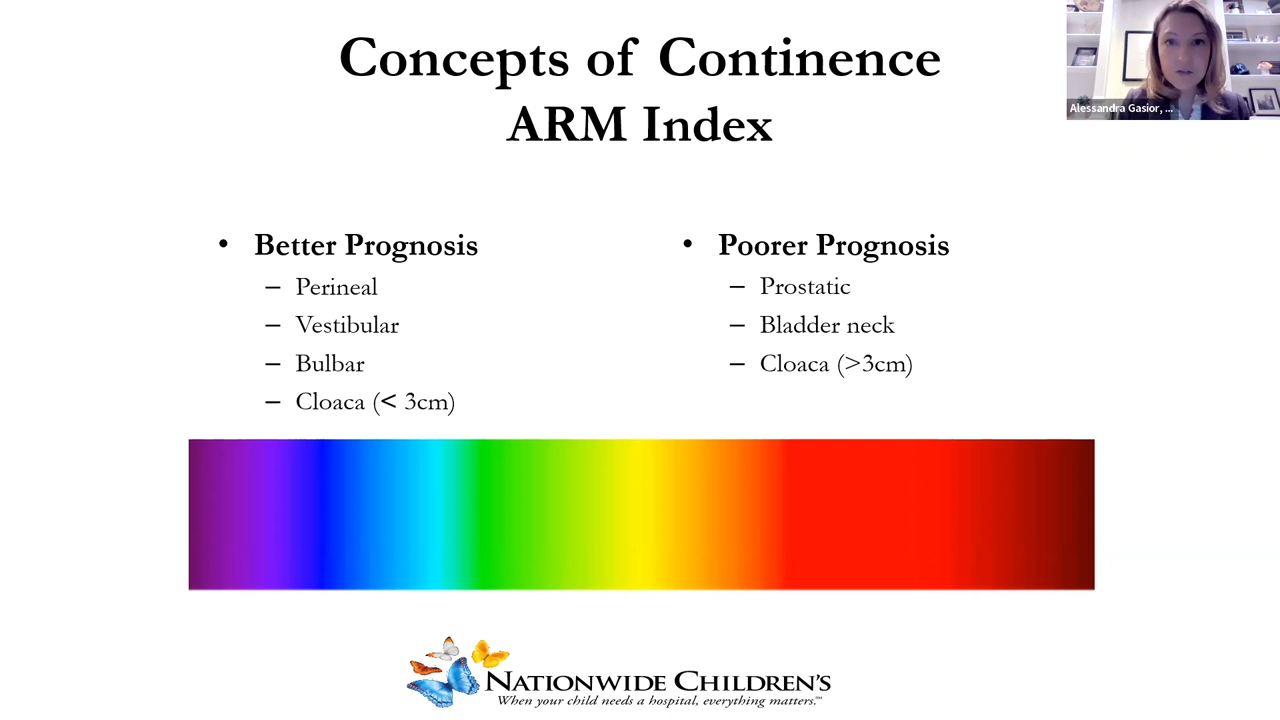 Concepts of Continence
ARM Index
Alessandra Gasior, ...
• Better Prognosis
– Perineal
– Vestibular
– Bulbar
– Cloaca (< 3cm)
• Poorer Prognosis
– Prostatic
– Bladder neck
– Cloaca (>3cm)
NATIONWIDE CHILDREN'S
When your child needs a hospital, everything matters.℠